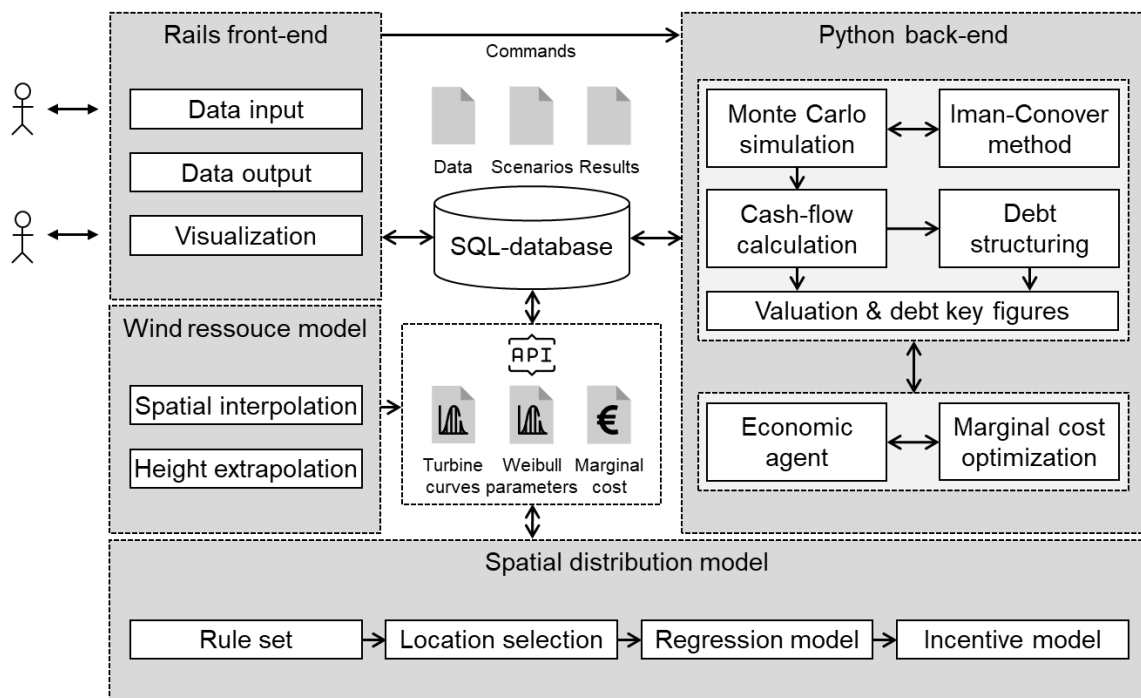 Rails front-end
Data input
Data output
Visualization
Commands
Data
Scenarios
Results
SQL-database
Python back-end
Monte Carlo
simulation
Iman-Conover
method
Cash-flow
calculation
Debt
structuring
Valuation & debt key figures
Economic
agent
Marginal cost
optimization
Wind ressouce model
Spatial interpolation
Height extrapolation
API
€
Turbine
curves
Weibull
parameters
Marginal
cost
Spatial distribution model
Rule set
Location selection
Regression model
Incentive model